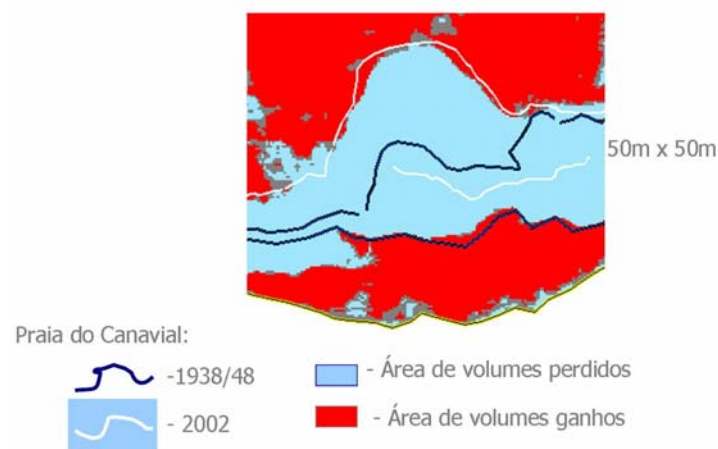 50m x 50m
Praia do Canavial:
-1938/48
- Área de volumes perdidos
- 2002
- Área de volumes ganhos